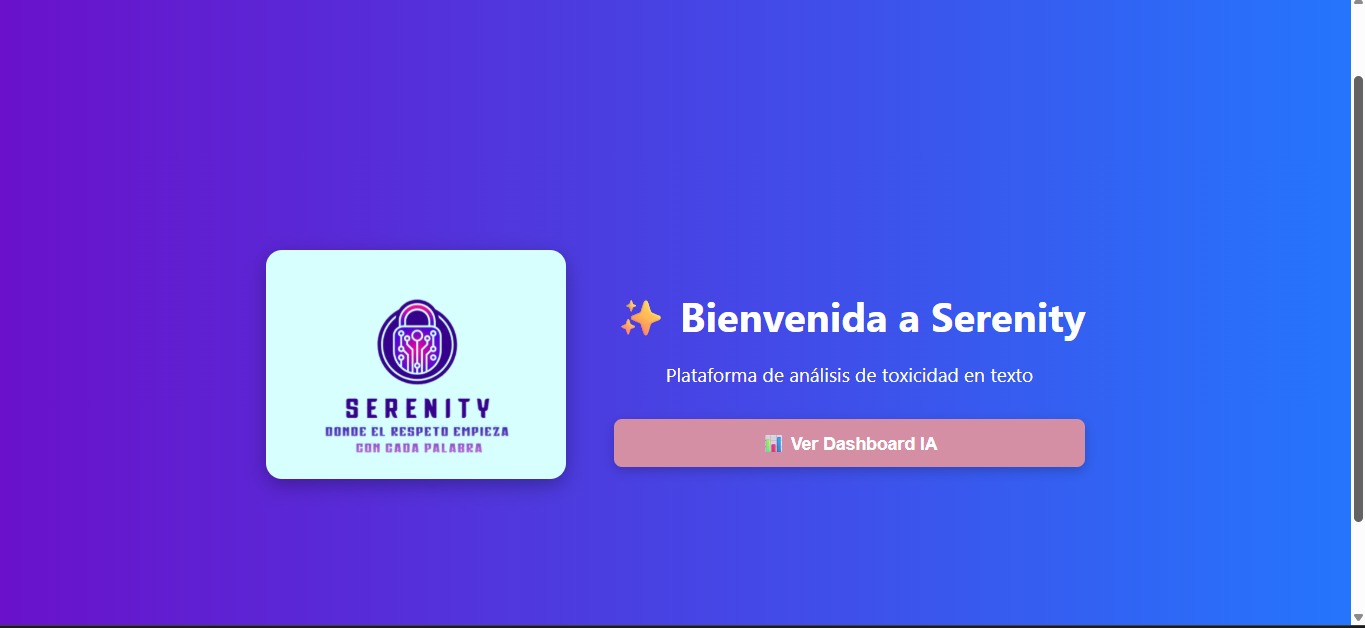 SERENITY
DONDE EL RESPETO EMPIEZA
CON CADA PALABRA
✨ Bienvenida a Serenity
Plataforma de análisis de toxicidad en texto
📊 Ver Dashboard IA